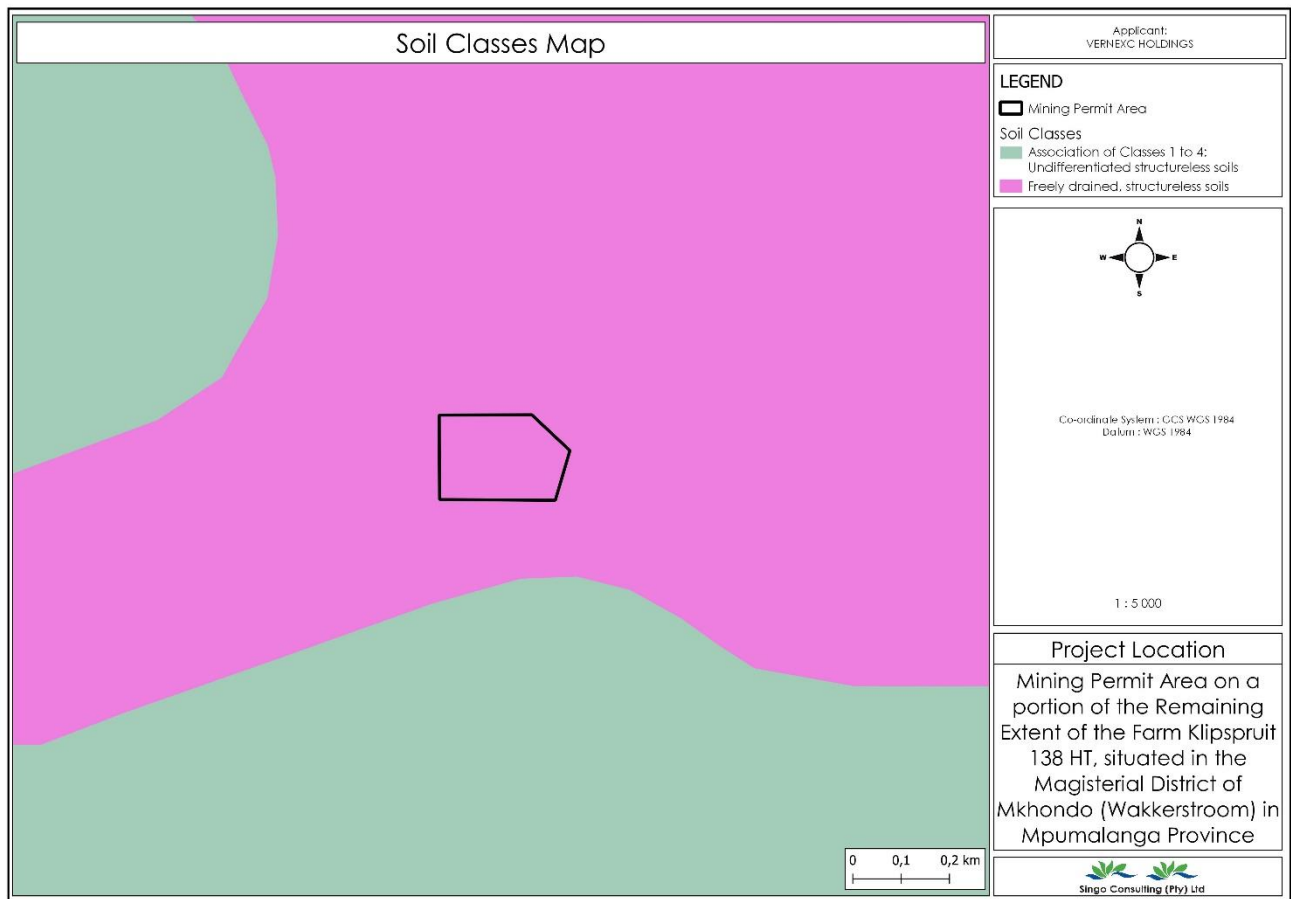 Soil Classes Map
Applicant:
VERNEXC HOLDINGS
LEGEND
Mining Permit Area
Soil Classes
Association of Classes 1 to 4:
Undifferentiated structureless soils
Freely drained, structureless soils
N
W E
S
Co-ordinate System : GCS WGS 1984
Datum : WGS 1984
1 : 5 000
Project Location
Mining Permit Area on a
portion of the Remaining
Extent of the Farm Klipspruit
138 HT, situated in the
Magisterial District of
Mkhondo (Wakkerstroom) in
Mpumalanga Province
0 0,1 0,2 km
Singo Consulting (Pty) Ltd